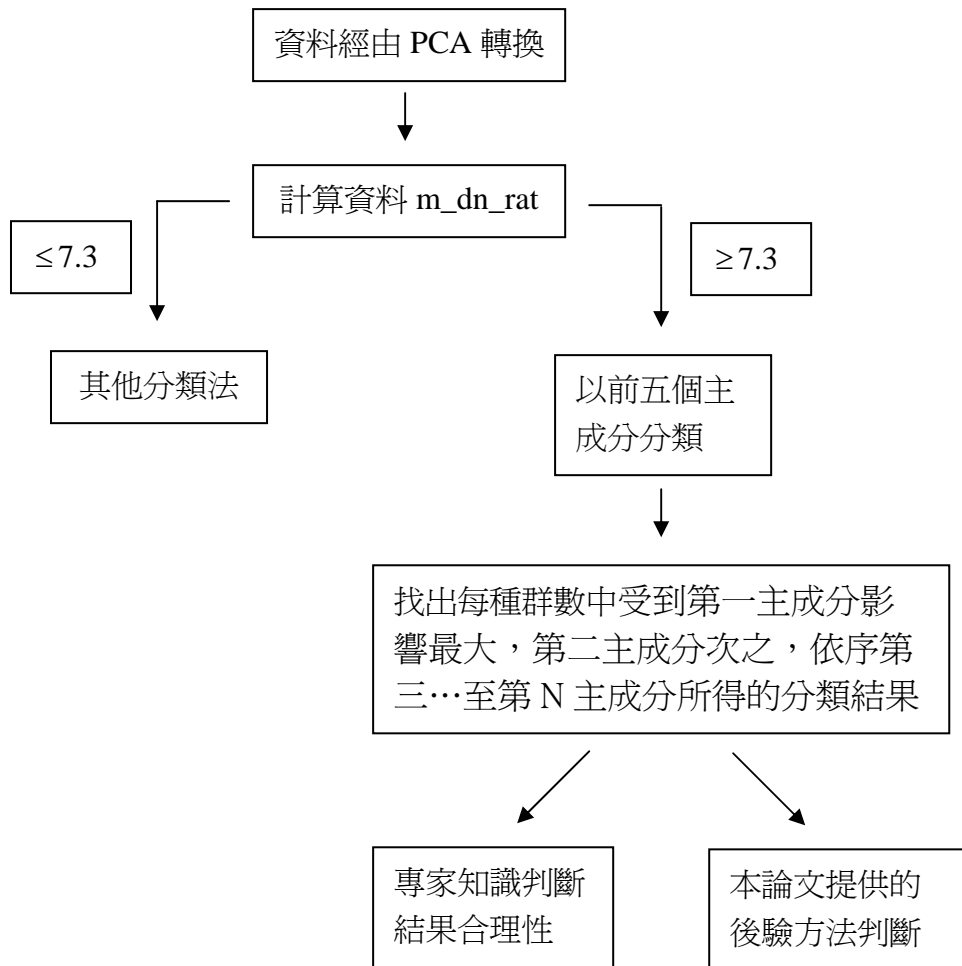 資料經由 PCA 轉換
計算資料 m_dn_rat
≤7.3
≥7.3
其他分類法
以前五個主
成分分類
找出每種群數中受到第一主成分影
響最大，第二主成分次之，依序第
三…至第 N 主成分所得的分類結果
專家知識判斷
結果合理性
本論文提供的
後驗方法判斷